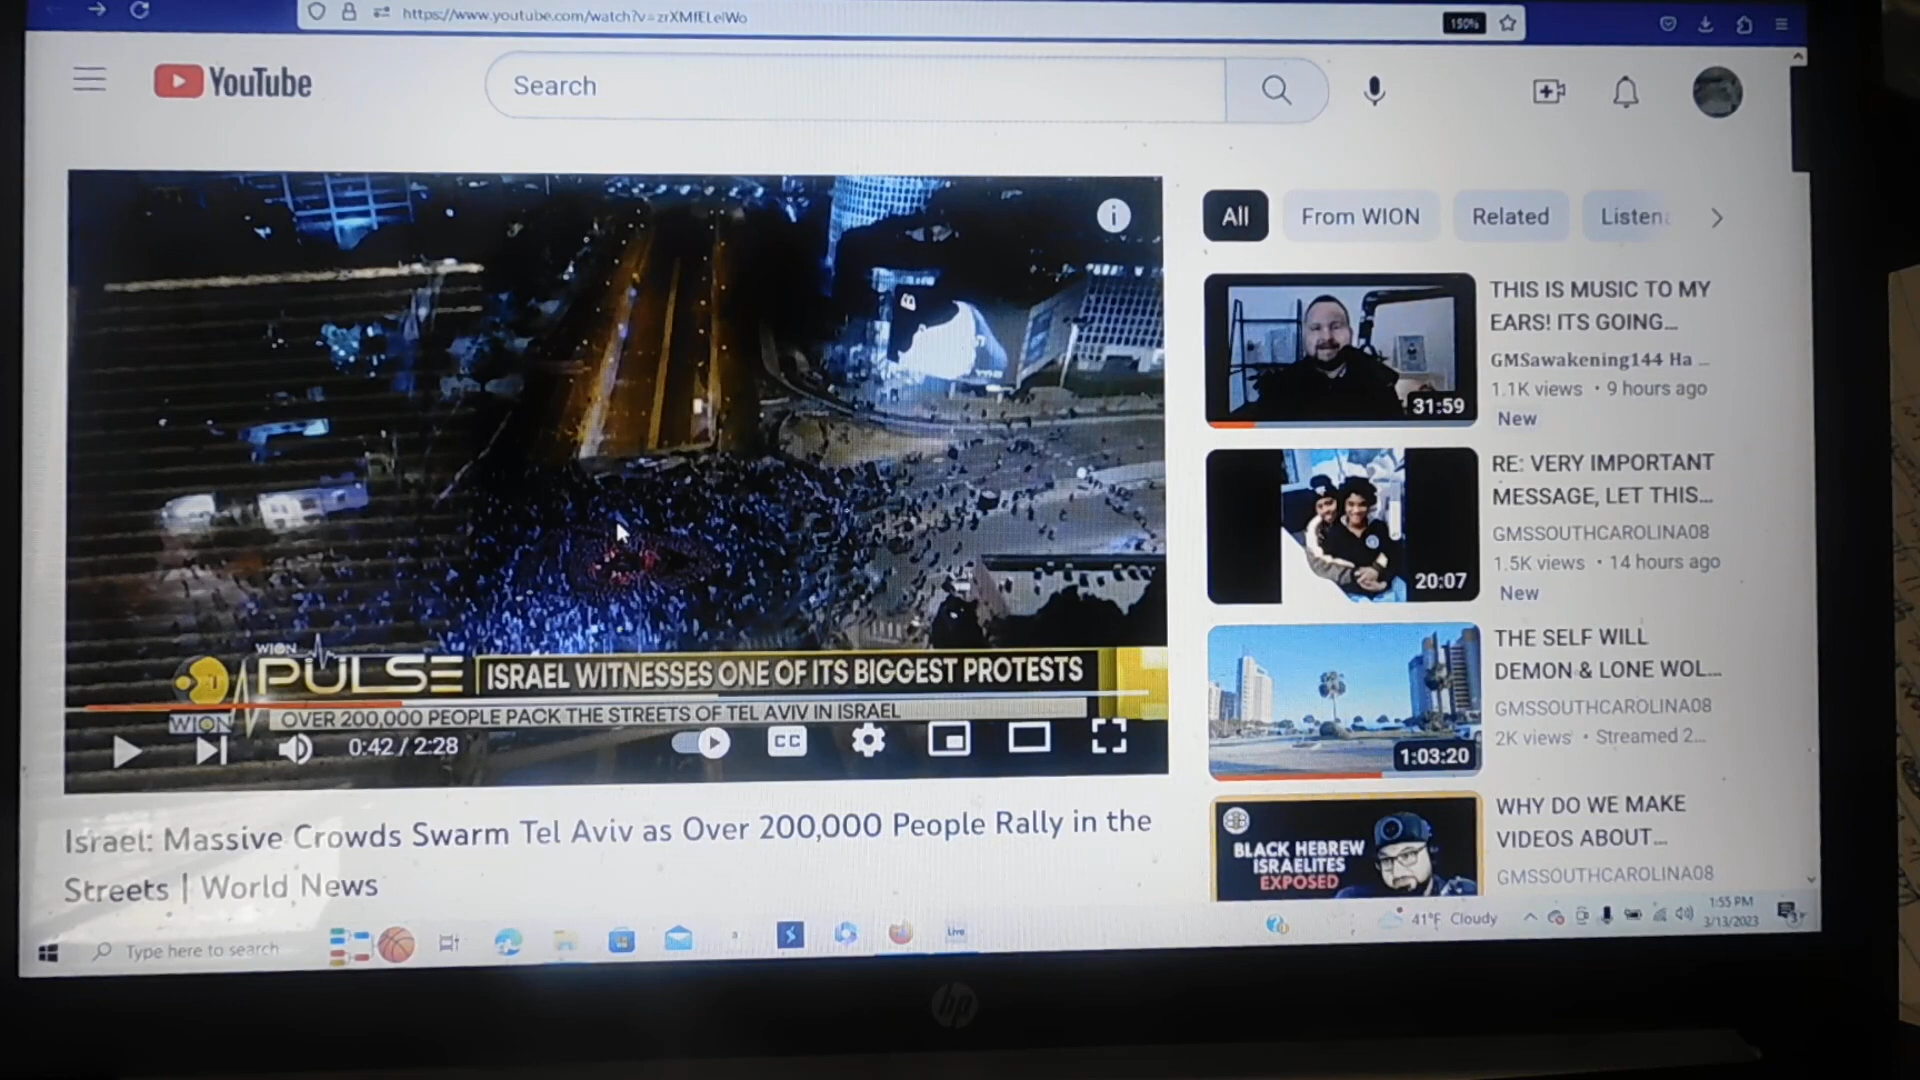 https://www.youtube.com/watch?v=zrXMfELeiWo
150%
YouTube
Search
All
From WION
Related
Listen
WION
PULSE
ISRAEL WITNESSES ONE OF ITS BIGGEST PROTESTS
WION
OVER 200,000 PEOPLE PACK THE STREETS OF TEL AVIV IN ISRAEL
0:42 / 2:28
CC
Israel: Massive Crowds Swarm Tel Aviv as Over 200,000 People Rally in the
Streets | World News
31:59
THIS IS MUSIC TO MY
EARS! ITS GOING...
GMSawakening144 Ha ...
1.1K views • 9 hours ago
New
20:07
RE: VERY IMPORTANT
MESSAGE, LET THIS...
GMSSOUTHCAROLINA08
1.5K views • 14 hours ago
New
1:03:20
THE SELF WILL
DEMON & LONE WOL...
GMSSOUTHCAROLINA08
2K views • Streamed 2...
BLACK HEBREW
ISRAELITES
EXPOSED
WHY DO WE MAKE
VIDEOS ABOUT...
GMSSOUTHCAROLINA08
Type here to search
Live
41°F Cloudy
1:55 PM
3/13/2023
hp